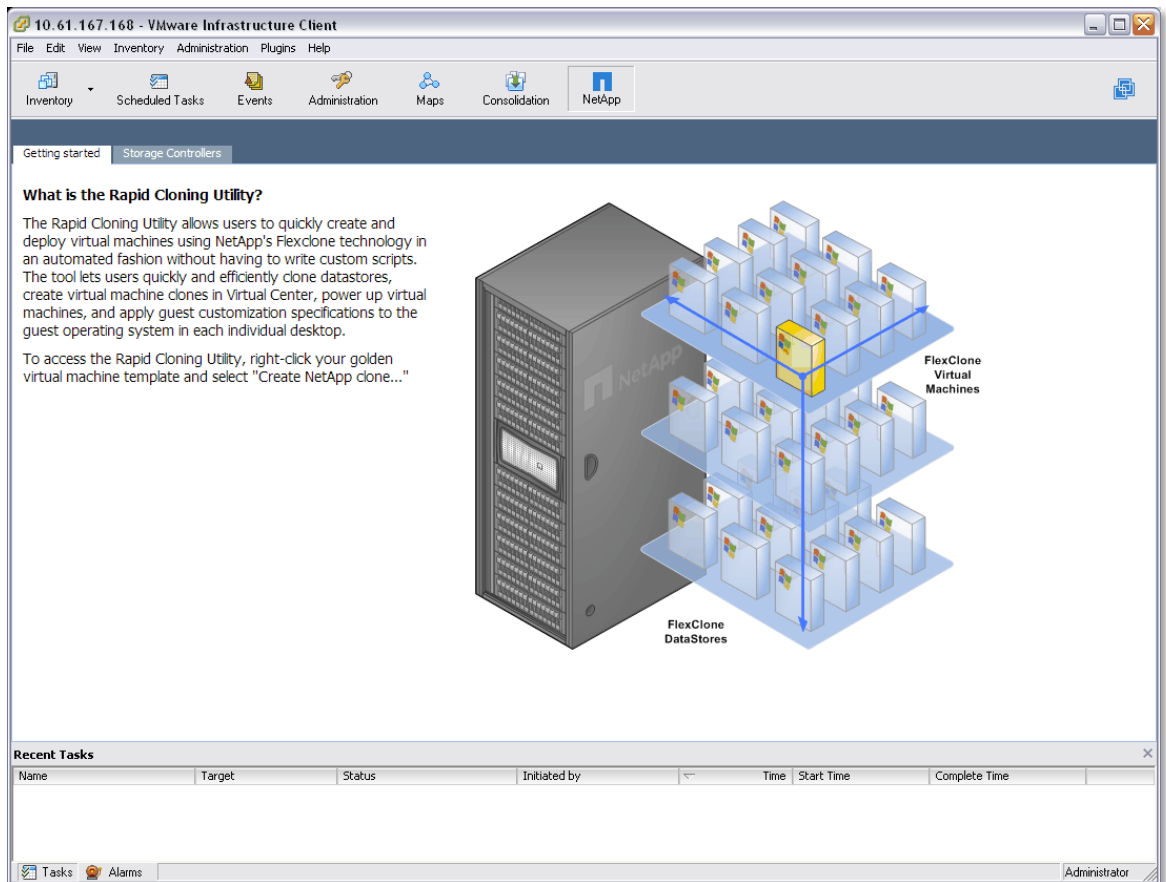 10.61.167.168 - VMware Infrastructure Client
File Edit View Inventory Administration Plugins Help
Inventory Scheduled Tasks Events Administration Maps Consolidation NetApp
Getting started Storage Controllers
What is the Rapid Cloning Utility?
The Rapid Cloning Utility allows users to quickly create and
deploy virtual machines using NetApp's Flexclone technology in
an automated fashion without having to write custom scripts.
The tool lets users quickly and efficiently clone datastores,
create virtual machine clones in Virtual Center, power up virtual
machines, and apply guest customization specifications to the
guest operating system in each individual desktop.
To access the Rapid Cloning Utility, right-click your golden
virtual machine template and select "Create NetApp clone..."
NetApp
FlexClone
Virtual
Machines
FlexClone
DataStores
Recent Tasks
Name Target Status Initiated by Time Start Time Complete Time
Tasks Alarms Administrator